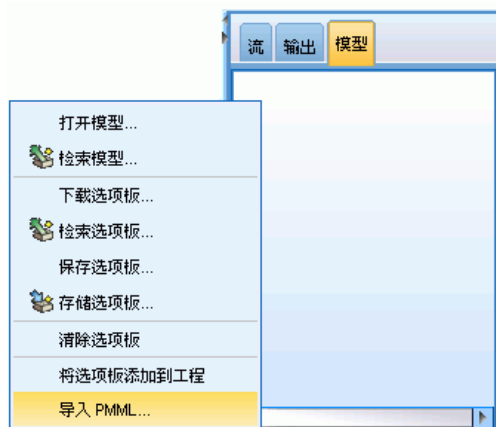 流 输出 模型
打开模型...
检索模型...
下载选项板...
检索选项板...
保存选项板...
存储选项板...
清除选项板
将选项板添加到工程
导入 PMML...